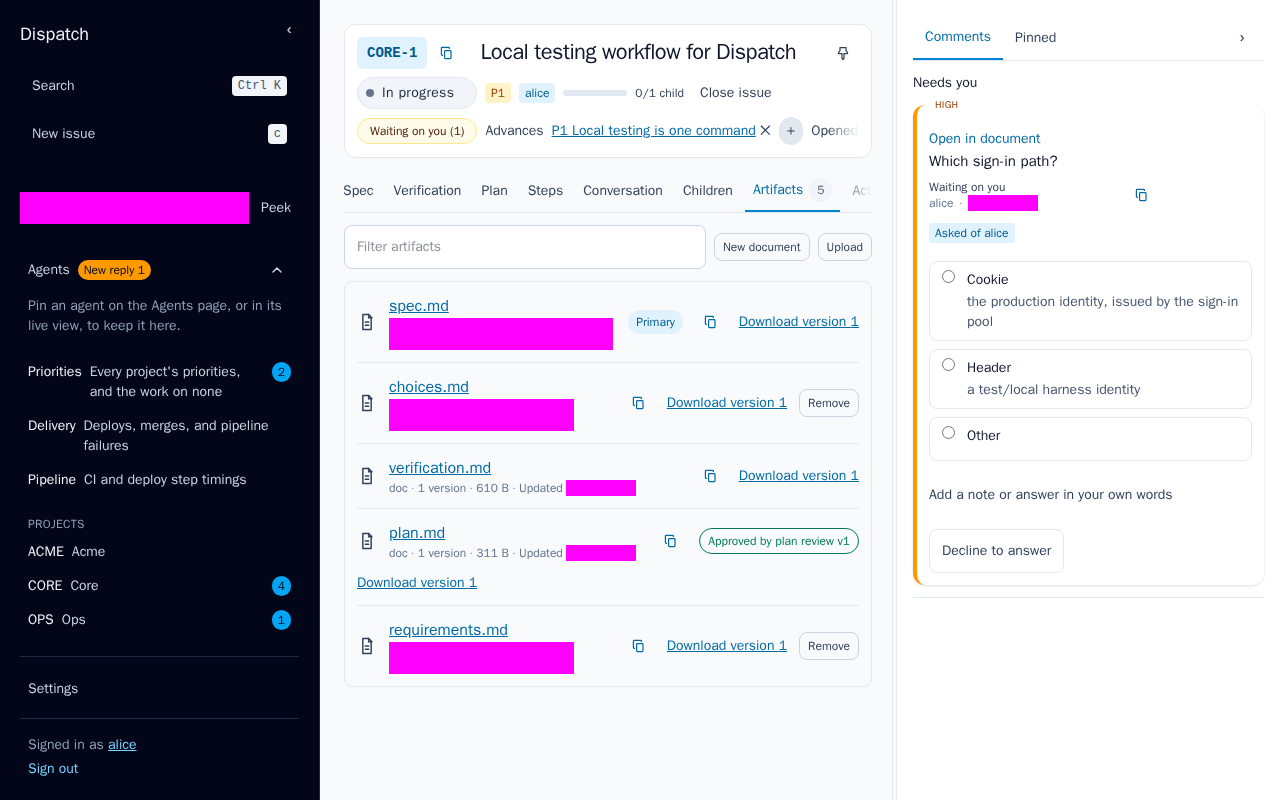 Dispatch
Search
Ctrl K
New issue
C
Peek
Agents
New reply 1
Pin an agent on the Agents page, or in its
live view, to keep it here.
Priorities
Every project's priorities,
and the work on none
2
Delivery
Deploys, merges, and pipeline
failures
Pipeline
CI and deploy step timings
PROJECTS
ACME Acme
CORE Core
4
OPS Ops
1
Settings
Signed in as alice
Sign out
CORE-1
Local testing workflow for Dispatch
In progress
P1
alice
0/1 child
Close issue
Waiting on you (1)
Advances
P1 Local testing is one command
+
Opened
Spec
Verification
Plan
Steps
Conversation
Children
Artifacts 5
Act
Filter artifacts
New document
Upload
spec.md
Primary
Download version 1
choices.md
Download version 1
Remove
verification.md
doc · 1 version · 610 B · Updated
Download version 1
plan.md
doc · 1 version · 311 B · Updated
Approved by plan review v1
Download version 1
requirements.md
Download version 1
Remove
Comments
Pinned
Needs you
HIGH
Open in document
Which sign-in path?
Waiting on you
alice ·
Asked of alice
Cookie
the production identity, issued by the sign-in
pool
Header
a test/local harness identity
Other
Add a note or answer in your own words
Decline to answer